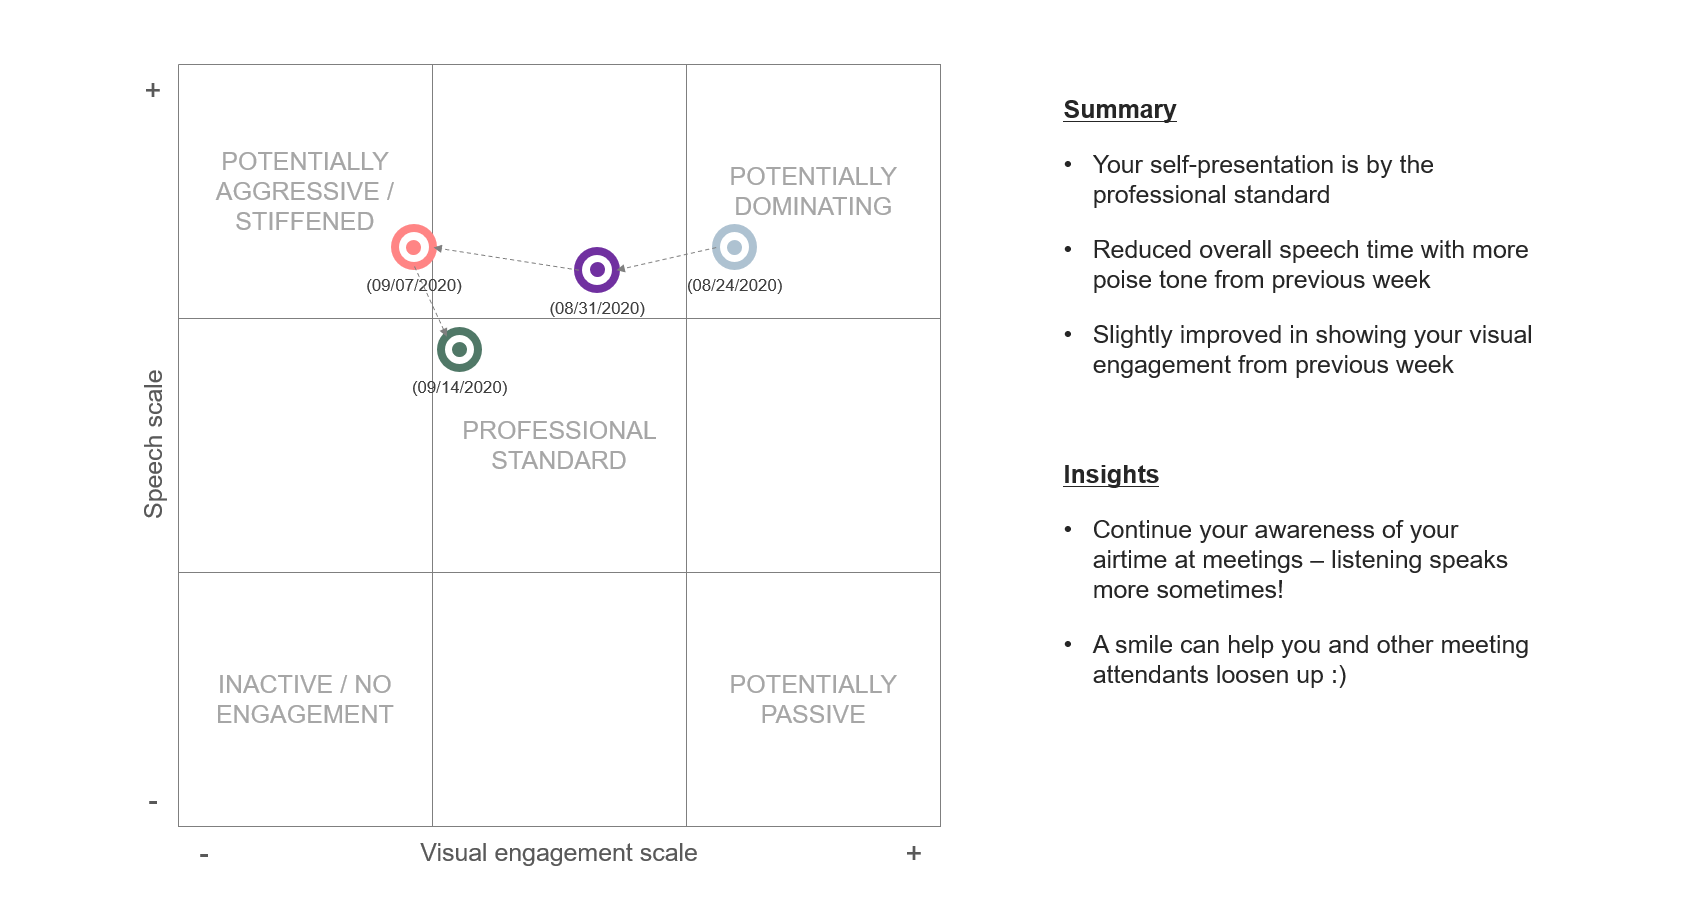 +
POTENTIALLY
AGGRESSIVE /
STIFFENED
POTENTIALLY
DOMINATING
(09/07/2020)
(08/31/2020)
(08/24/2020)
(09/14/2020)
PROFESSIONAL
STANDARD
Speech scale
INACTIVE / NO
ENGAGEMENT
POTENTIALLY
PASSIVE
-
-
Visual engagement scale
+
Summary
• Your self-presentation is by the
professional standard
• Reduced overall speech time with more
poise tone from previous week
• Slightly improved in showing your visual
engagement from previous week
Insights
• Continue your awareness of your
airtime at meetings – listening speaks
more sometimes!
• A smile can help you and other meeting
attendants loosen up :)